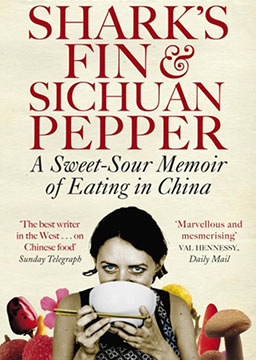 SHARK'S
FIN &
SICHUAN
PEPPER
A Sweet-Sour Memoir
of Eating in China
'The best writer
in the West . . . on
Chinese food'
Sunday Telegraph
'Marvellous and
mesmerising'
VAL HENNESSY,
Daily Mail